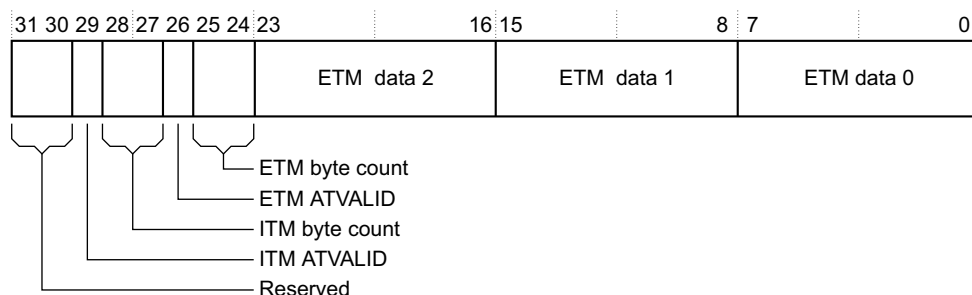 31 30 29 28 27 26 25 24 23 16 15 8 7 0
ETM data 2 ETM data 1 ETM data 0
ETM byte count
ETM ATVALID
ITM byte count
ITM ATVALID
Reserved